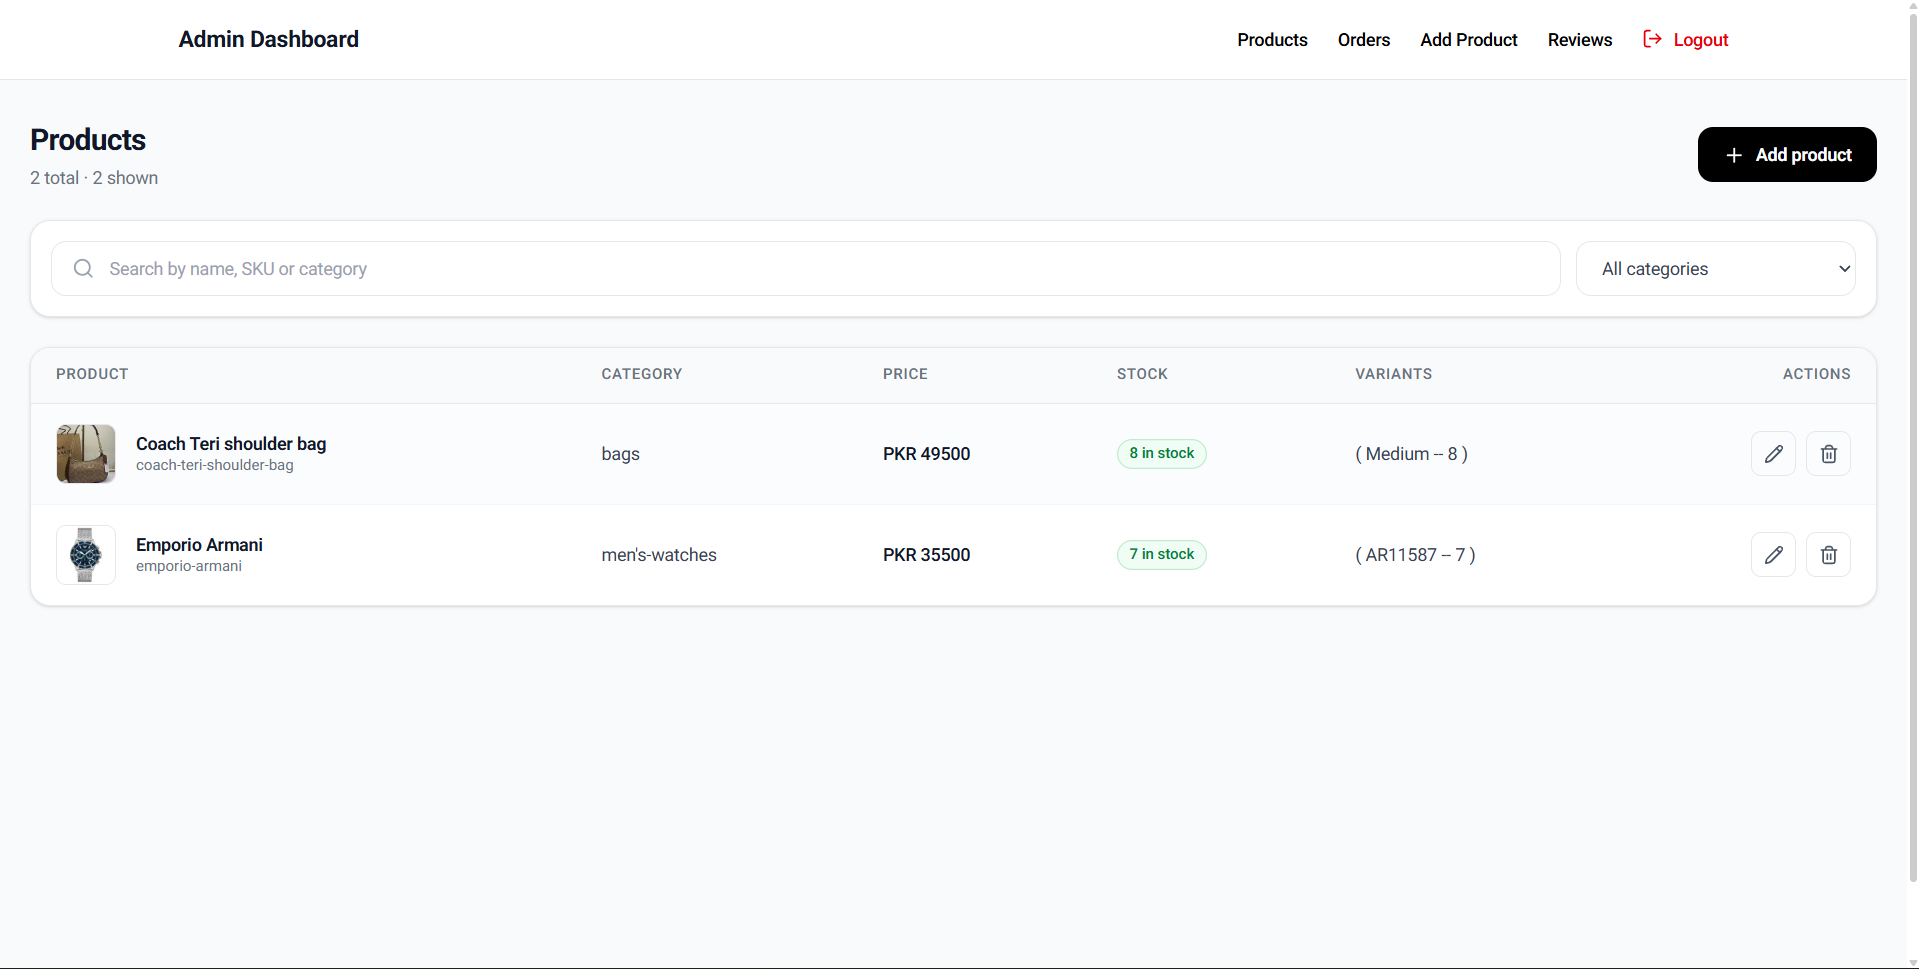 Admin Dashboard
Products Orders Add Product Reviews Logout
Products
2 total · 2 shown
Add product
Search by name, SKU or category
All categories
PRODUCT CATEGORY PRICE STOCK VARIANTS ACTIONS
Coach Teri shoulder bag
coach-teri-shoulder-bag
bags PKR 49500 8 in stock ( Medium -- 8 )
Emporio Armani
emporio-armani
men's-watches PKR 35500 7 in stock ( AR11587 -- 7 )